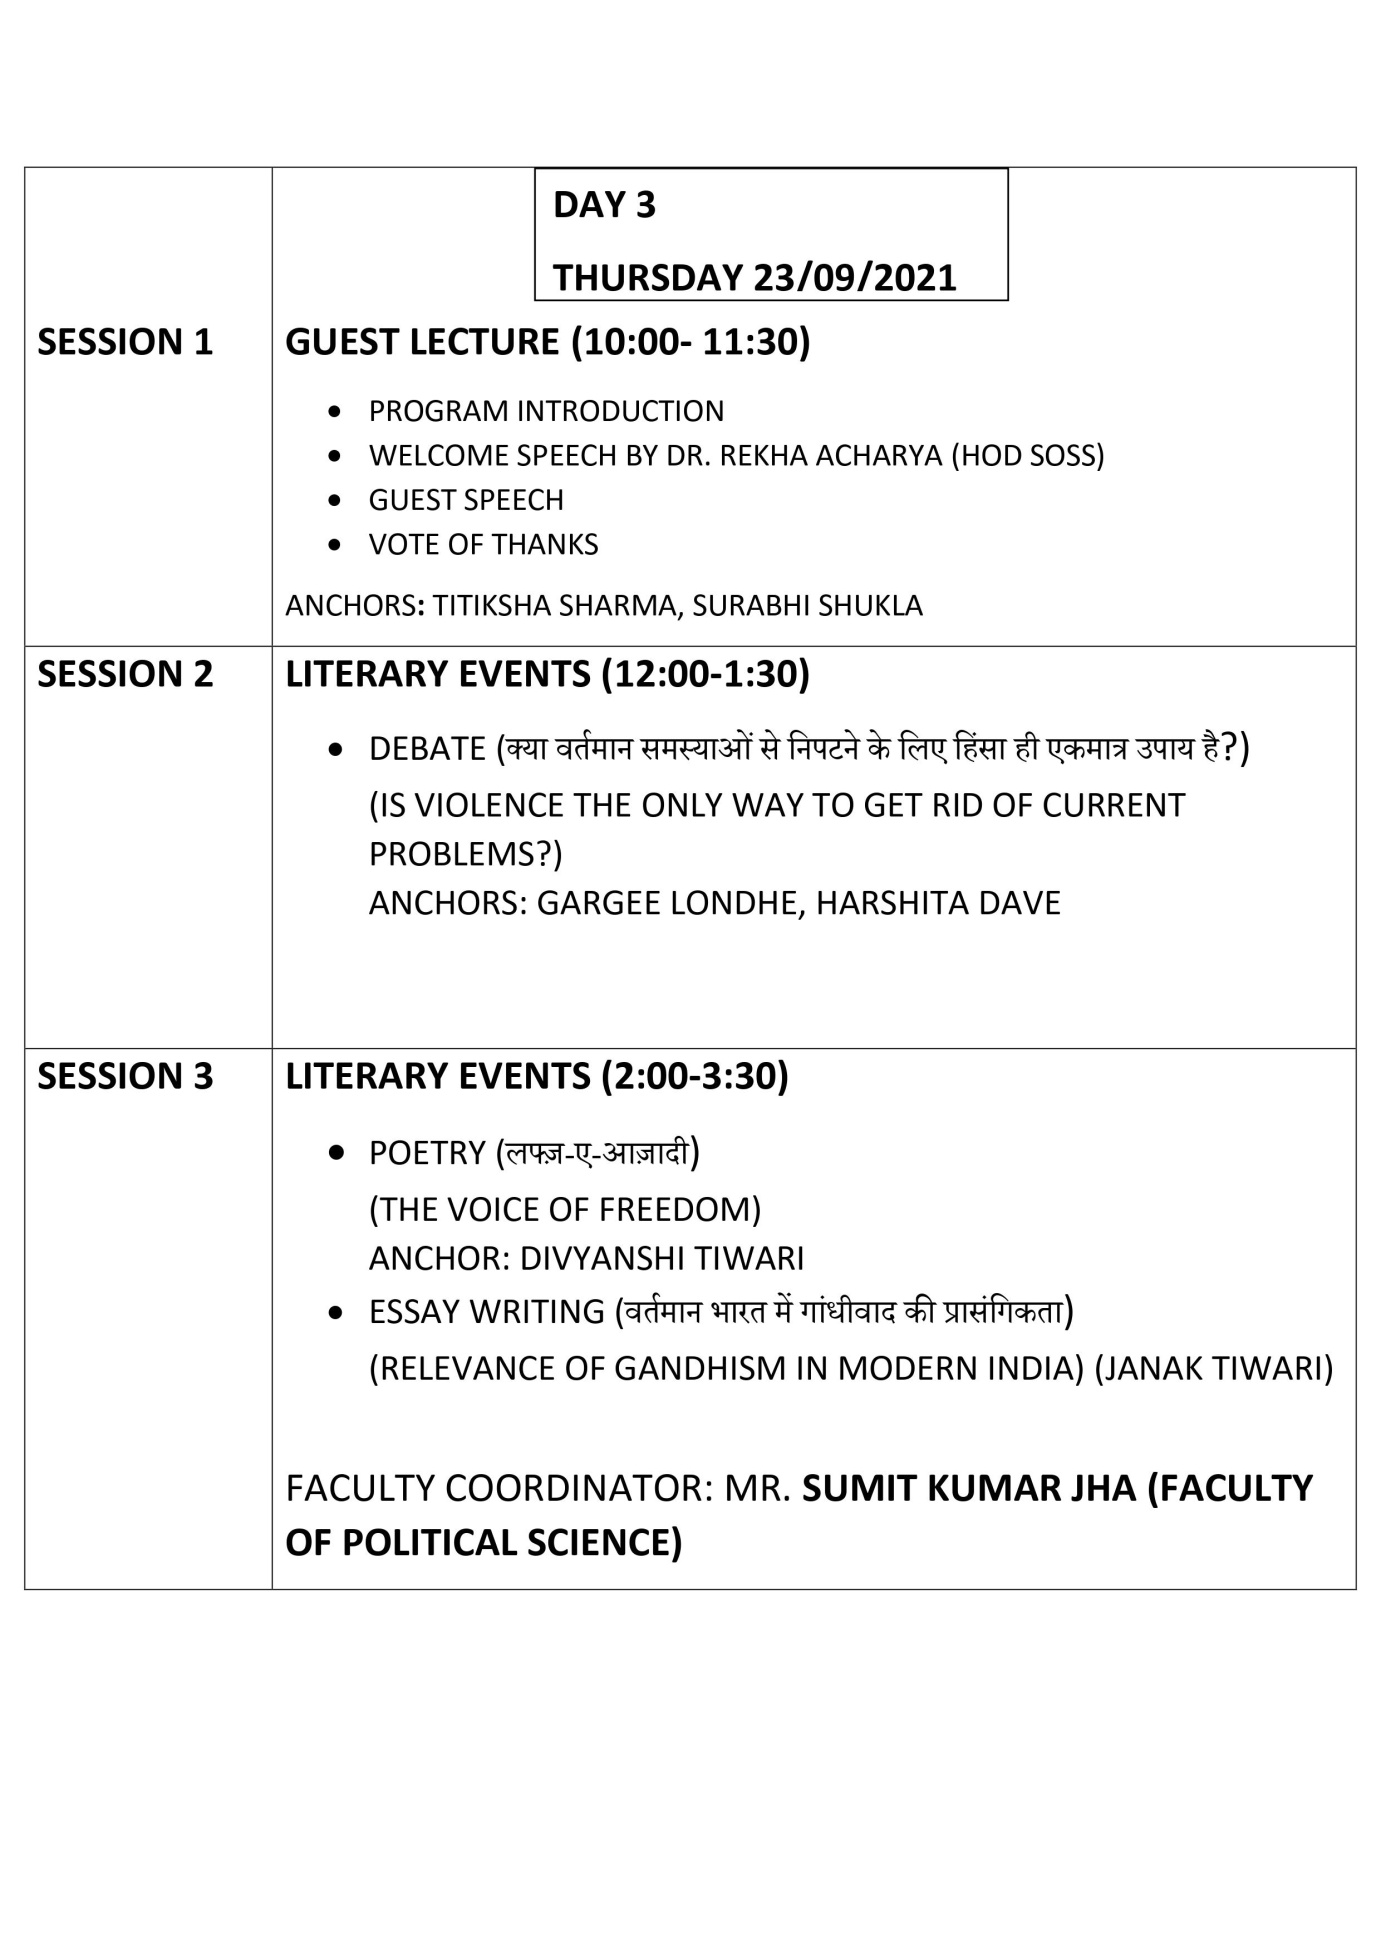 DAY 3
THURSDAY 23/09/2021
SESSION 1
GUEST LECTURE (10:00- 11:30)
• PROGRAM INTRODUCTION
• WELCOME SPEECH BY DR. REKHA ACHARYA (HOD SOSS)
• GUEST SPEECH
• VOTE OF THANKS
ANCHORS: TITIKSHA SHARMA, SURABHI SHUKLA
SESSION 2
LITERARY EVENTS (12:00-1:30)
• DEBATE (क्या वर्तमान समस्याओं से निपटने के लिए हिंसा ही एकमात्र उपाय है?)
(IS VIOLENCE THE ONLY WAY TO GET RID OF CURRENT
PROBLEMS?)
ANCHORS: GARGEE LONDHE, HARSHITA DAVE
SESSION 3
LITERARY EVENTS (2:00-3:30)
• POETRY (लफ्ज़-ए-आज़ादी)
(THE VOICE OF FREEDOM)
ANCHOR: DIVYANSHI TIWARI
• ESSAY WRITING (वर्तमान भारत में गांधीवाद की प्रासंगिकता)
(RELEVANCE OF GANDHISM IN MODERN INDIA) (JANAK TIWARI)
FACULTY COORDINATOR: MR. SUMIT KUMAR JHA (FACULTY
OF POLITICAL SCIENCE)